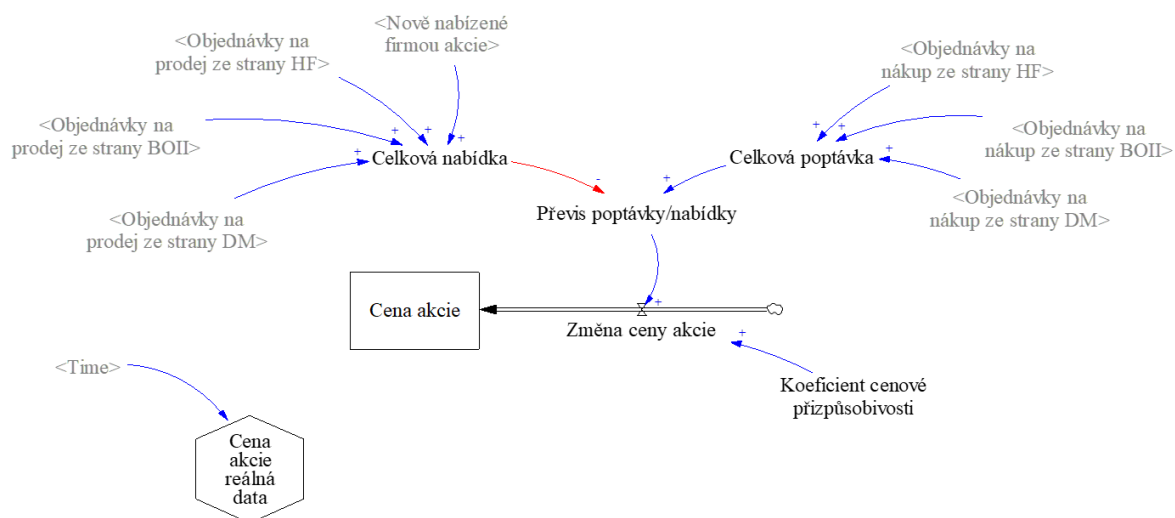 <Nově nabízené
firmou akcie>
<Objednávky na
prodej ze strany HF>
<Objednávky na
nákup ze strany HF>
<Objednávky na
prodej ze strany BOII>
<Objednávky na
nákup ze strany BOII>
+
+
+
+
+
+
+
Celková nabídka
Celková poptávka
<Objednávky na
prodej ze strany DM>
<Objednávky na
nákup ze strany DM>
-
+
Převis poptávky/nabídky
Cena akcie
+
Změna ceny akcie
+
<Time>
Koeficient cenové
přizpůsobivosti
Cena
akcie
reálná
data